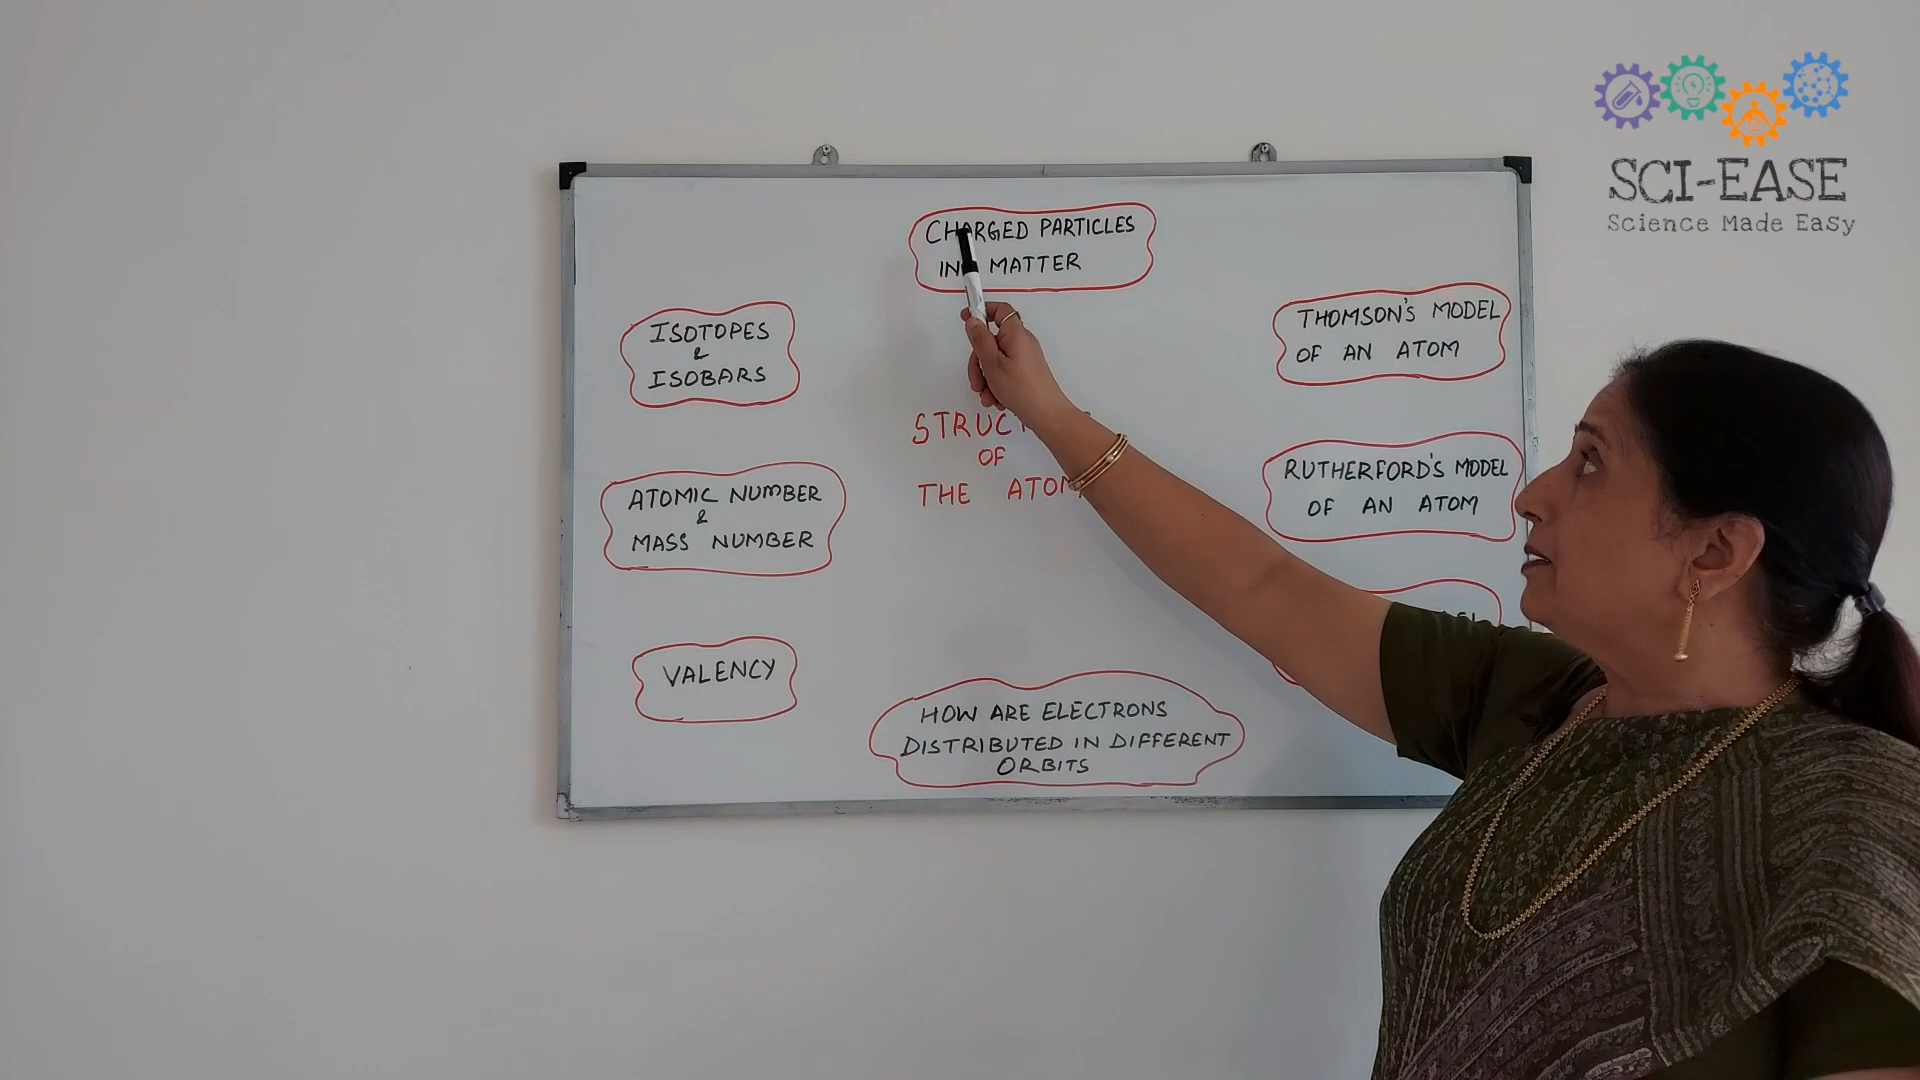 SCI-EASE
Science Made Easy
CHARGED PARTICLES
IN MATTER
THOMSON'S MODEL
OF AN ATOM
RUTHERFORD'S MODEL
OF AN ATOM
ISOTOPES
&
ISOBARS
ATOMIC NUMBER
&
MASS NUMBER
VALENCY
OF
THE ATOM
HOW ARE ELECTRONS
DISTRIBUTED IN DIFFERENT
ORBITS